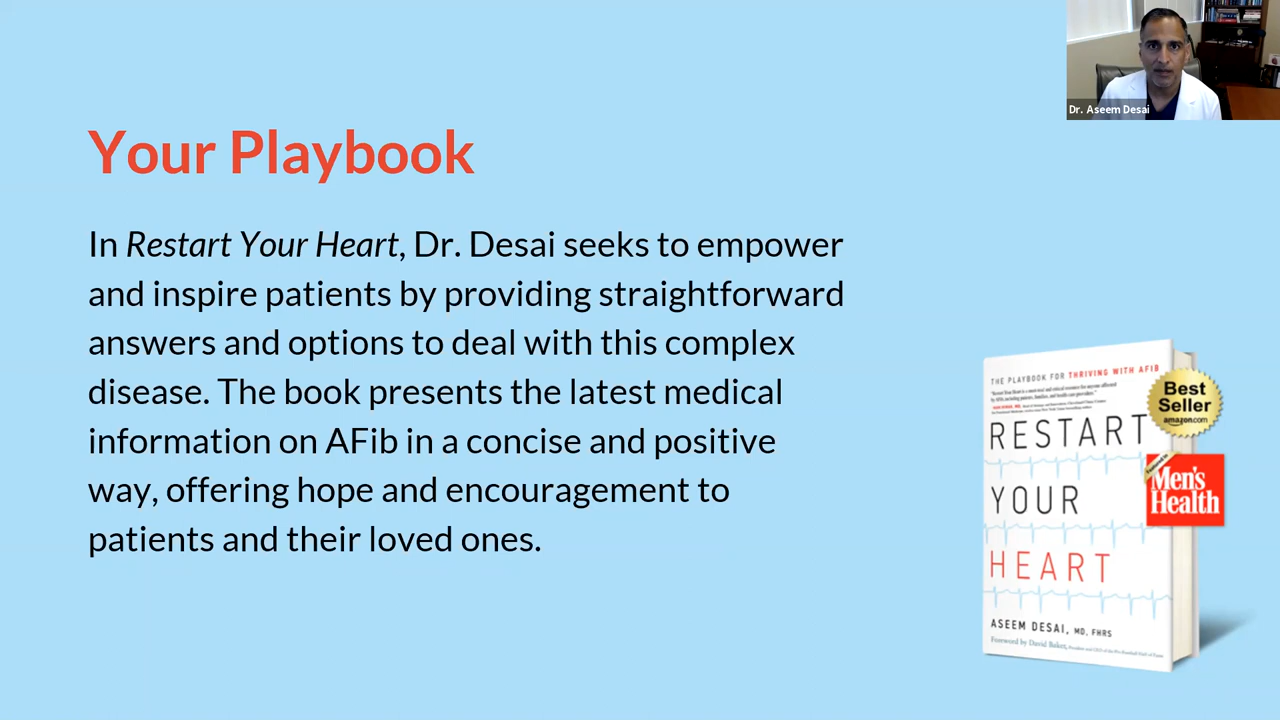 Dr. Aseem Desai
Your Playbook
In Restart Your Heart, Dr. Desai seeks to empower
and inspire patients by providing straightforward
answers and options to deal with this complex
disease. The book presents the latest medical
information on AFib in a concise and positive
way, offering hope and encouragement to
patients and their loved ones.
THE PLAYBOOK FOR THRIVING WITH AFIB
RESTART
YOUR
HEART
ASEEM DESAI, MD, FHRS
Foreword by David Baker,
Best
Seller
amazon.com
Men's
Health